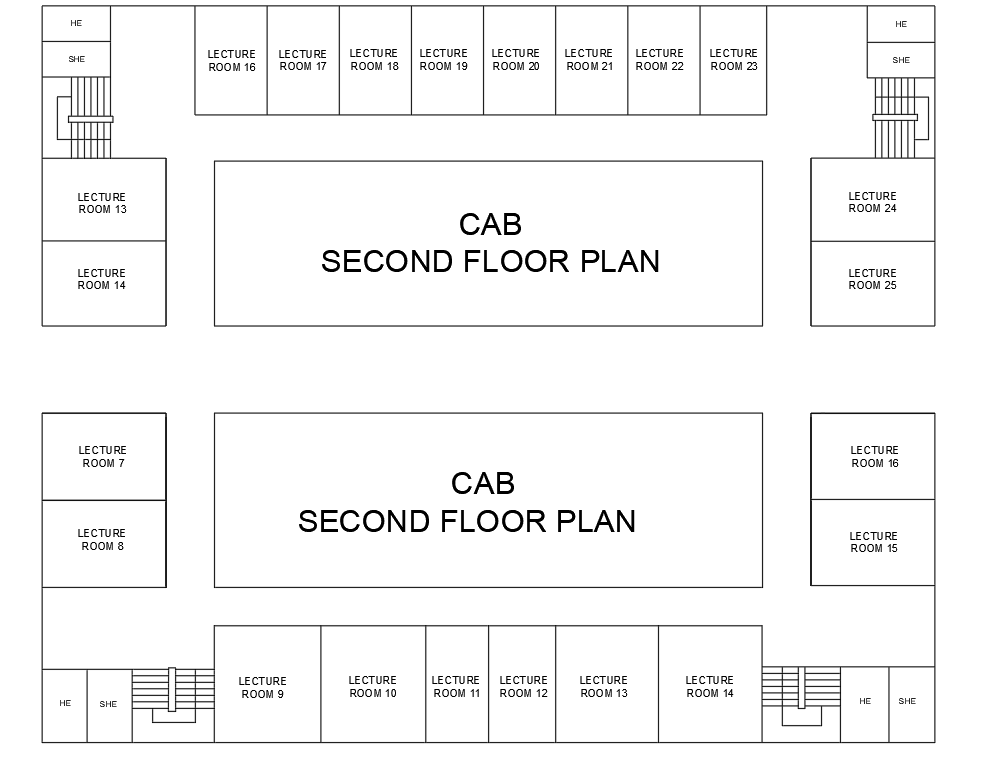 HE
SHE
LECTURE
ROOM 16
LECTURE
ROOM 17
LECTURE
ROOM 18
LECTURE
ROOM 19
LECTURE
ROOM 20
LECTURE
ROOM 21
LECTURE
ROOM 22
LECTURE
ROOM 23
HE
SHE
LECTURE
ROOM 13
LECTURE
ROOM 14
CAB
SECOND FLOOR PLAN
LECTURE
ROOM 24
LECTURE
ROOM 25
LECTURE
ROOM 7
LECTURE
ROOM 8
CAB
SECOND FLOOR PLAN
LECTURE
ROOM 16
LECTURE
ROOM 15
HE
SHE
LECTURE
ROOM 9
LECTURE
ROOM 10
LECTURE
ROOM 11
LECTURE
ROOM 12
LECTURE
ROOM 13
LECTURE
ROOM 14
HE
SHE